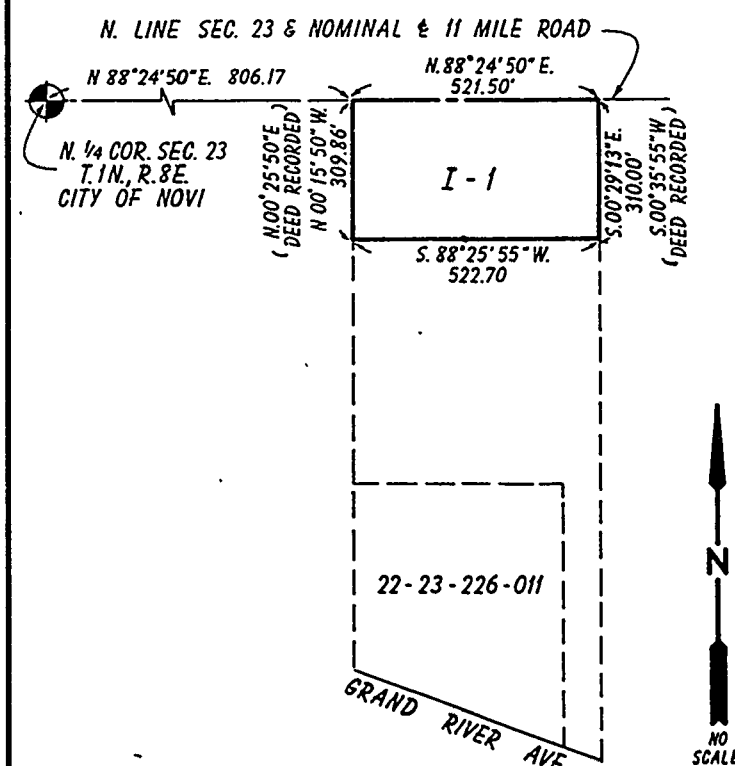 N. LINE SEC. 23 & NOMINAL ℄ 11 MILE ROAD
N 88°24'50"E. 806.17
N. 88°24'50"E.
521.50'
N. 1/4 COR. SEC. 23
T.1N., R.8E.
CITY OF NOVI
(N.00°25'50"E
DEED RECORDED)
N 00°15'50"W.
309.86'
I - 1
S.00°29'13"E.
310.00'
S.00°35'55"W
(DEED RECORDED)
S. 88°25'55"W.
522.70
22-23-226-011
GRAND RIVER AVE
N
NO
SCALE